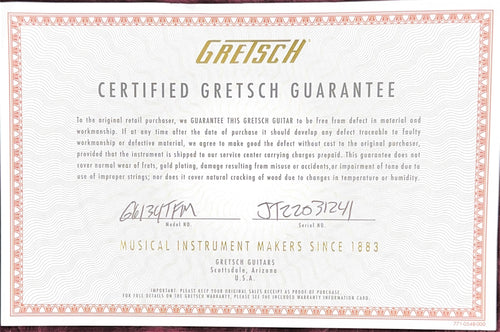 GRETSCH
CERTIFIED GRETSCH GUARANTEE
To the original retail purchaser, we GUARANTEE THIS GRETSCH GUITAR to be free from defect in material and
workmanship. If at any time after the date of purchase it should develop any defect traceable to faulty
workmanship or defective material, we agree to make good the defect without cost to the original purchaser,
provided that the instrument is shipped to our service center carrying charges prepaid. This guarantee does not
cover normal wear of frets, gold plating, damage resulting from misuse or accidents, or impairment of tone due to
use of improper strings; nor does it cover natural cracking of wood due to changes in temperature or humidity.
G6134TFM JT22031241
Model NO. Serial NO.
MUSICAL INSTRUMENT MAKERS SINCE 1883
GRETSCH GUITARS
Scottsdale, Arizona
U.S.A.
IMPORTANT: PLEASE KEEP YOUR ORIGINAL SALES RECEIPT AS PROOF OF PURCHASE.
FOR FULL DETAILS ON THE GRETSCH WARRANTY, PLEASE SEE THE INCLUDED WARRANTY INFORMATION CARD.